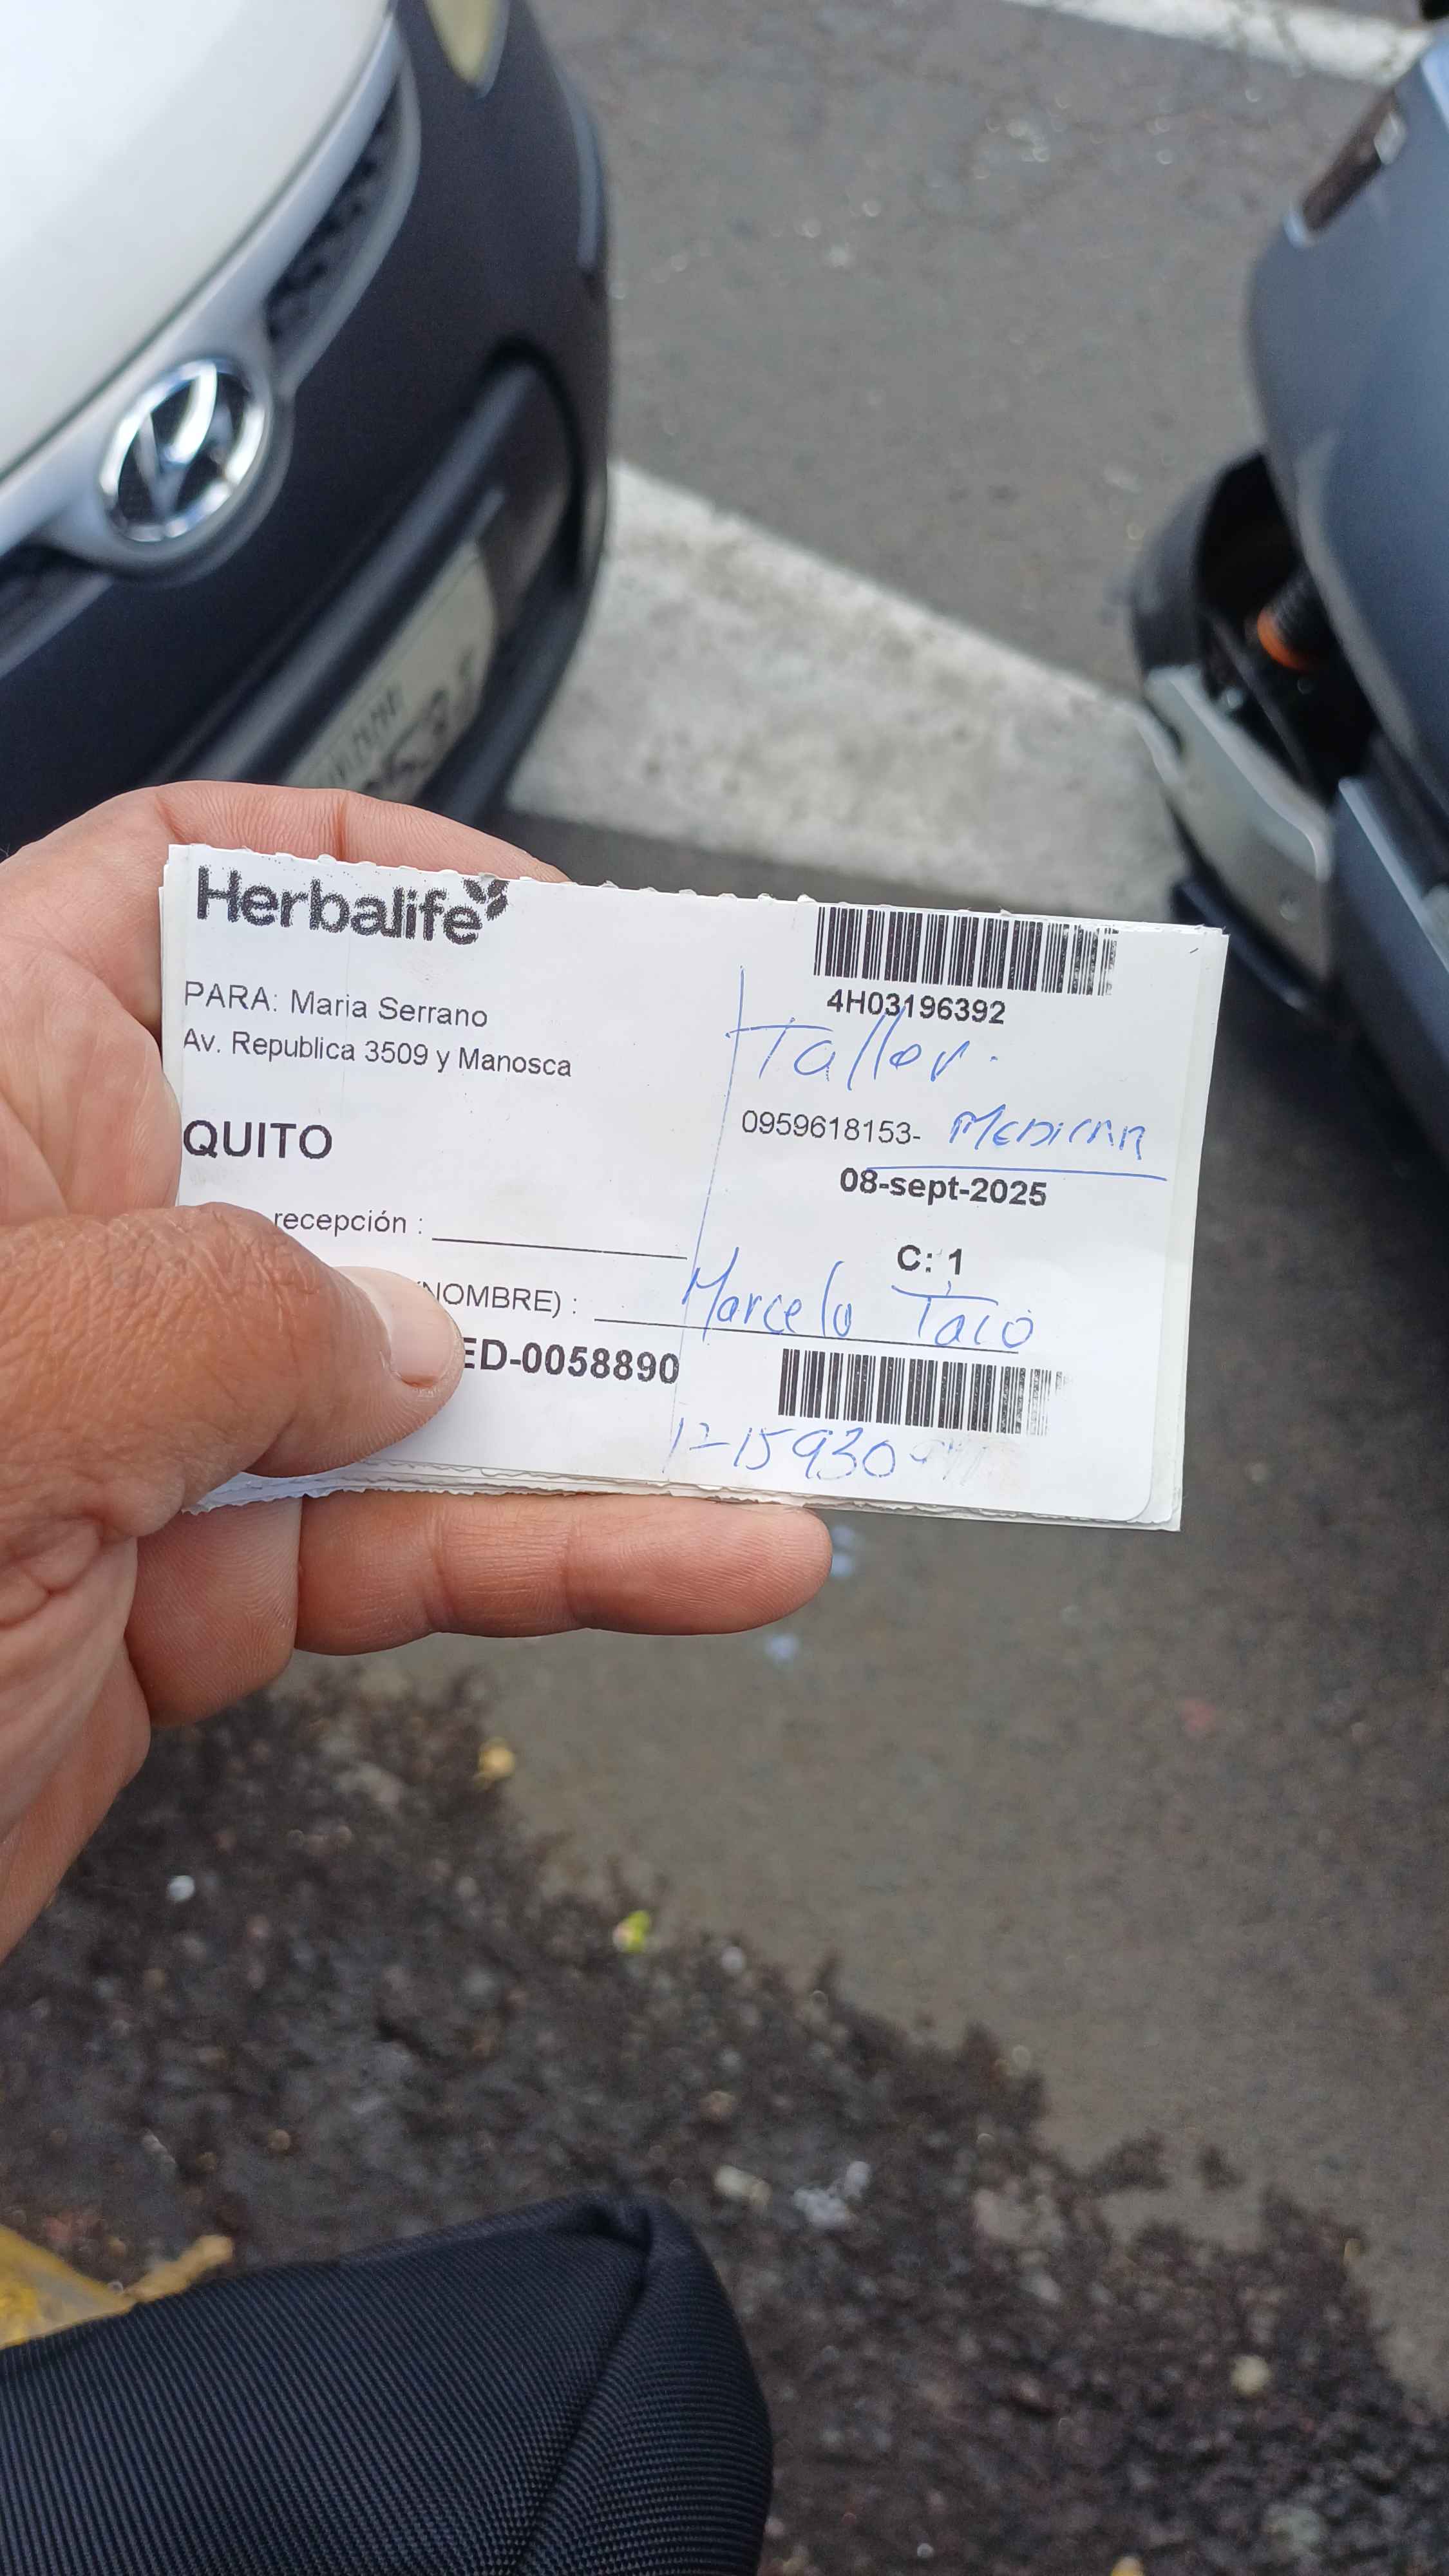 Herbalife
4H03196392
PARA: Maria Serrano
Av. Republica 3509 y Manosca
Taller.
0959618153-
QUITO
08-sept-2025
recepción :
C: 1
NOMBRE) : Marcelo Taco
ED-0058890